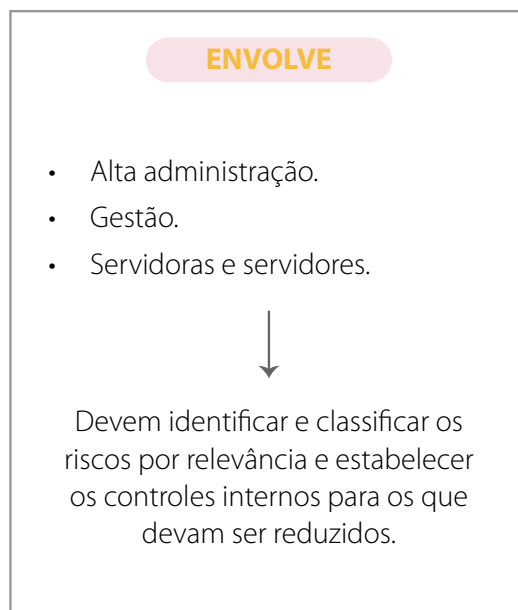 ENVOLVE
• Alta administração.
• Gestão.
• Servidoras e servidores.
Devem identificar e classificar os
riscos por relevância e estabelecer
os controles internos para os que
devam ser reduzidos.